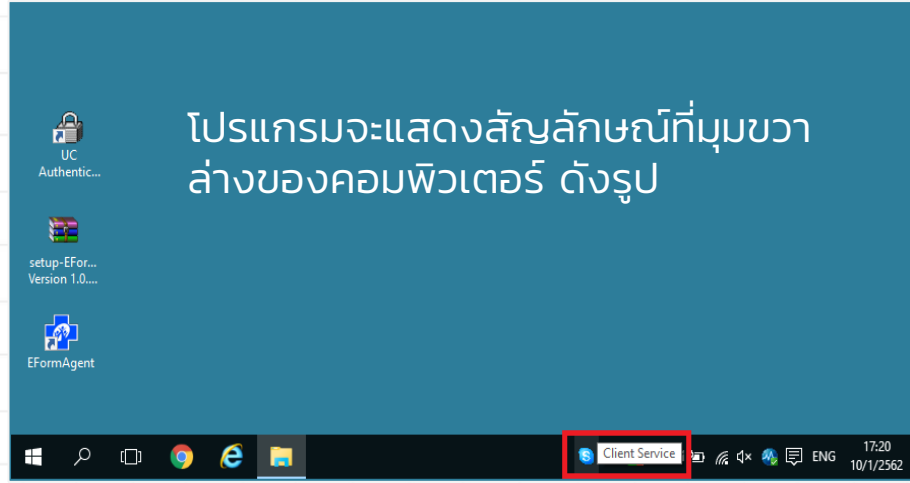 โปรแกรมจะแสดงสัญลักษณ์ที่มุมขวา
ล่างของคอมพิวเตอร์ ดังรูป
UC
Authentic...
setup-EFor...
Version 1.0....
EFormAgent
Client Service
ENG
17:20
10/1/2562